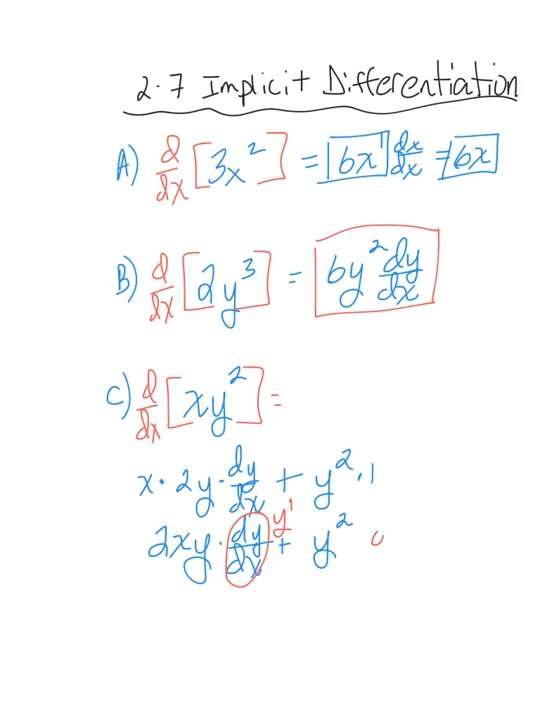 2.7 Implicit Differentiation
A) d/dx [3x²] = 6x¹ dx/dx = 6x
B) d/dx [2y³] = 6y² dy/dx
C) d/dx [xy²] =
x · 2y · dy/dx + y² · 1
2xy · dy/dx y' + y²